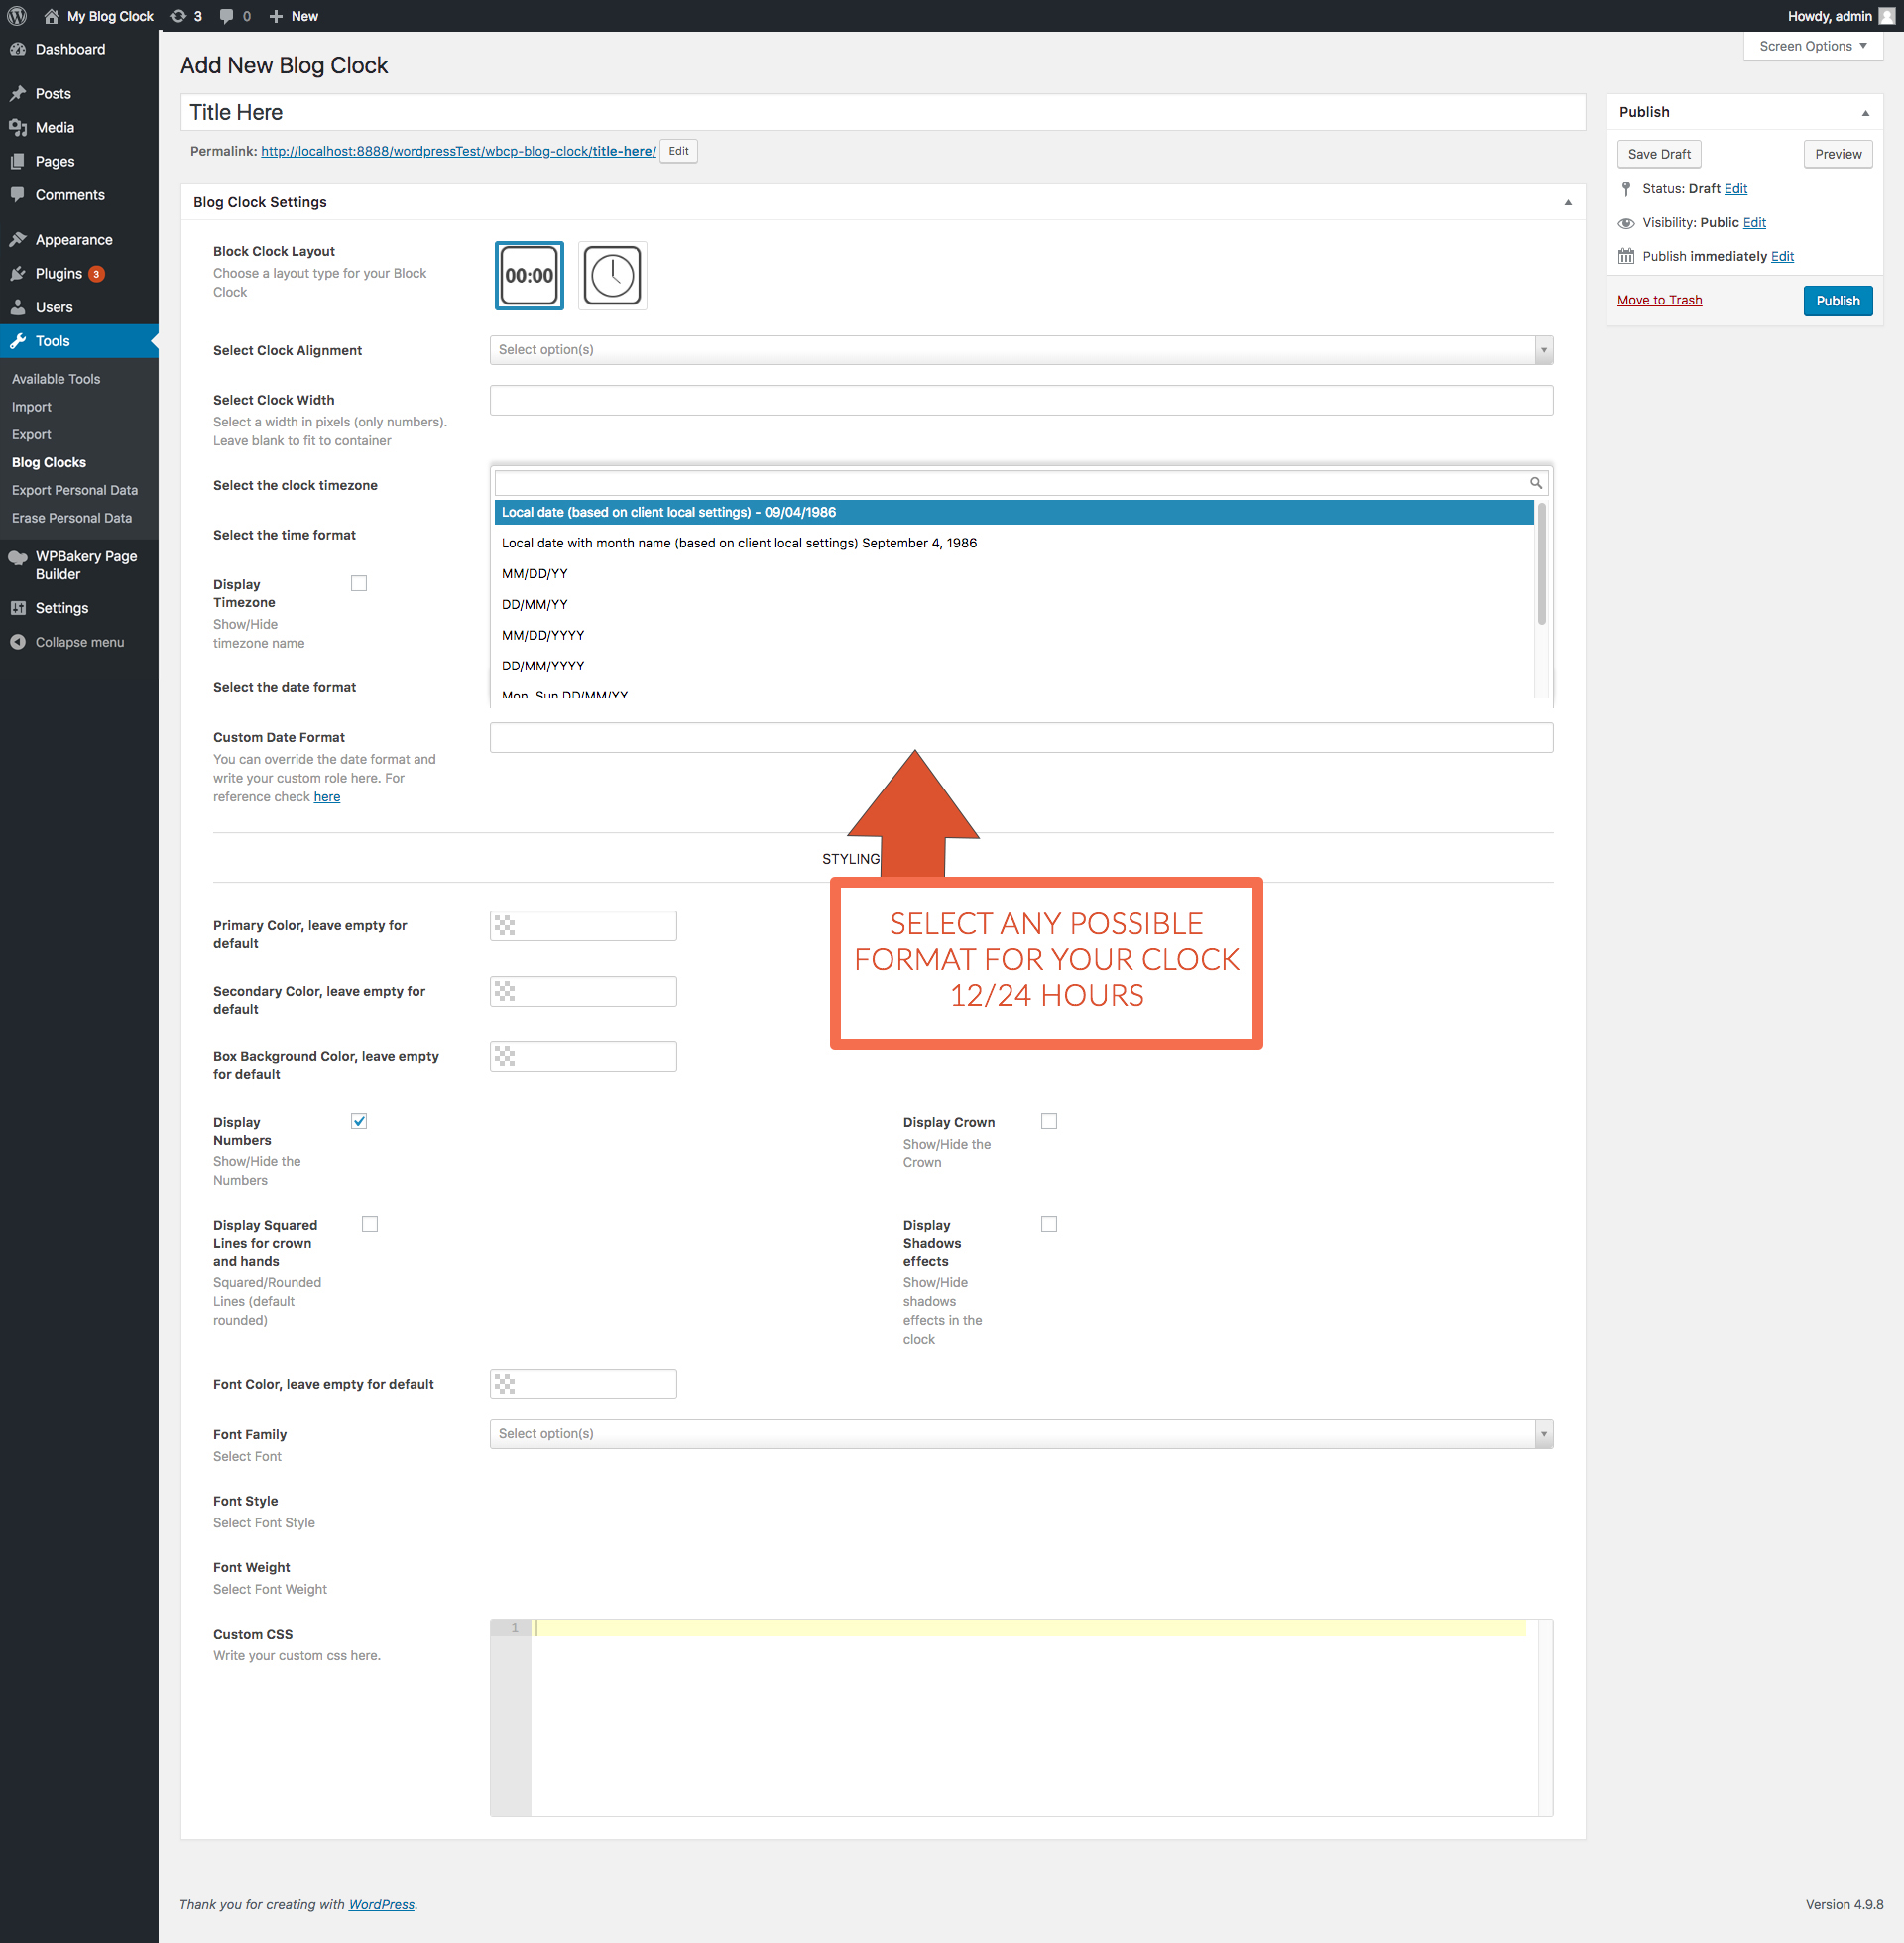 My Blog Clock 3 0 New Howdy, admin
Dashboard
Posts
Media
Pages
Comments
Appearance
Plugins 3
Users
Tools
Available Tools
Import
Export
Blog Clocks
Export Personal Data
Erase Personal Data
WPBakery Page
Builder
Settings
Collapse menu
Screen Options
Add New Blog Clock
Title Here
Permalink: http://localhost:8888/wordpressTest/wbcp-blog-clock/title-here/ Edit
Blog Clock Settings
Block Clock Layout
Choose a layout type for your Block
Clock
00:00
Select Clock Alignment
Select option(s)
Select Clock Width
Select a width in pixels (only numbers).
Leave blank to fit to container
Select the clock timezone
Select the time format
Display
Timezone
Show/Hide
timezone name
Select the date format
Local date (based on client local settings) - 09/04/1986
Local date with month name (based on client local settings) September 4, 1986
MM/DD/YY
DD/MM/YY
MM/DD/YYYY
DD/MM/YYYY
Mon, Sun DD/MM/YY
Custom Date Format
You can override the date format and
write your custom role here. For
reference check here
STYLING
SELECT ANY POSSIBLE
FORMAT FOR YOUR CLOCK
12/24 HOURS
Primary Color, leave empty for
default
Secondary Color, leave empty for
default
Box Background Color, leave empty
for default
Display
Numbers
Show/Hide the
Numbers
Display Crown
Show/Hide the
Crown
Display Squared
Lines for crown
and hands
Squared/Rounded
Lines (default
rounded)
Display
Shadows
effects
Show/Hide
shadows
effects in the
clock
Font Color, leave empty for default
Font Family
Select Font
Select option(s)
Font Style
Select Font Style
Font Weight
Select Font Weight
Custom CSS
Write your custom css here.
1
Publish
Save Draft Preview
Status: Draft Edit
Visibility: Public Edit
Publish immediately Edit
Move to Trash Publish
Thank you for creating with WordPress. Version 4.9.8